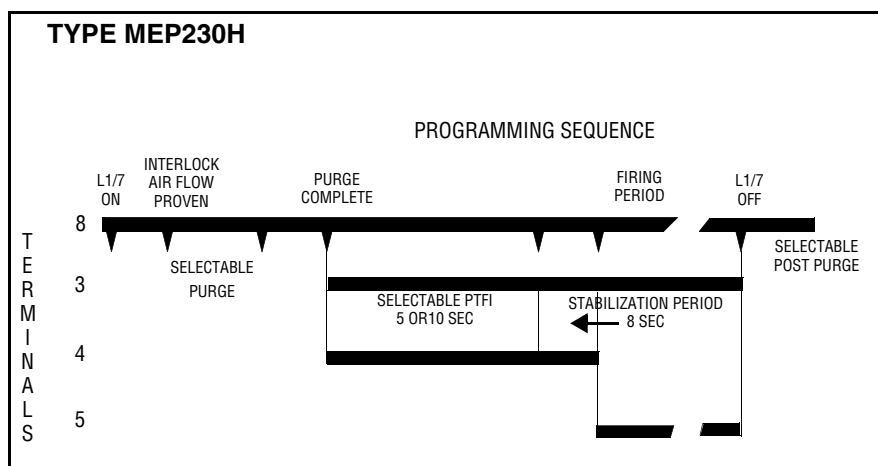 TYPE MEP230H
PROGRAMMING SEQUENCE
L1/7
ON
INTERLOCK
AIR FLOW
PROVEN
PURGE
COMPLETE
FIRING
PERIOD
L1/7
OFF
8
SELECTABLE
PURGE
SELECTABLE
POST PURGE
TERMINALS
3
SELECTABLE PTFI
5 OR10 SEC
STABILIZATION PERIOD
8 SEC
4
5